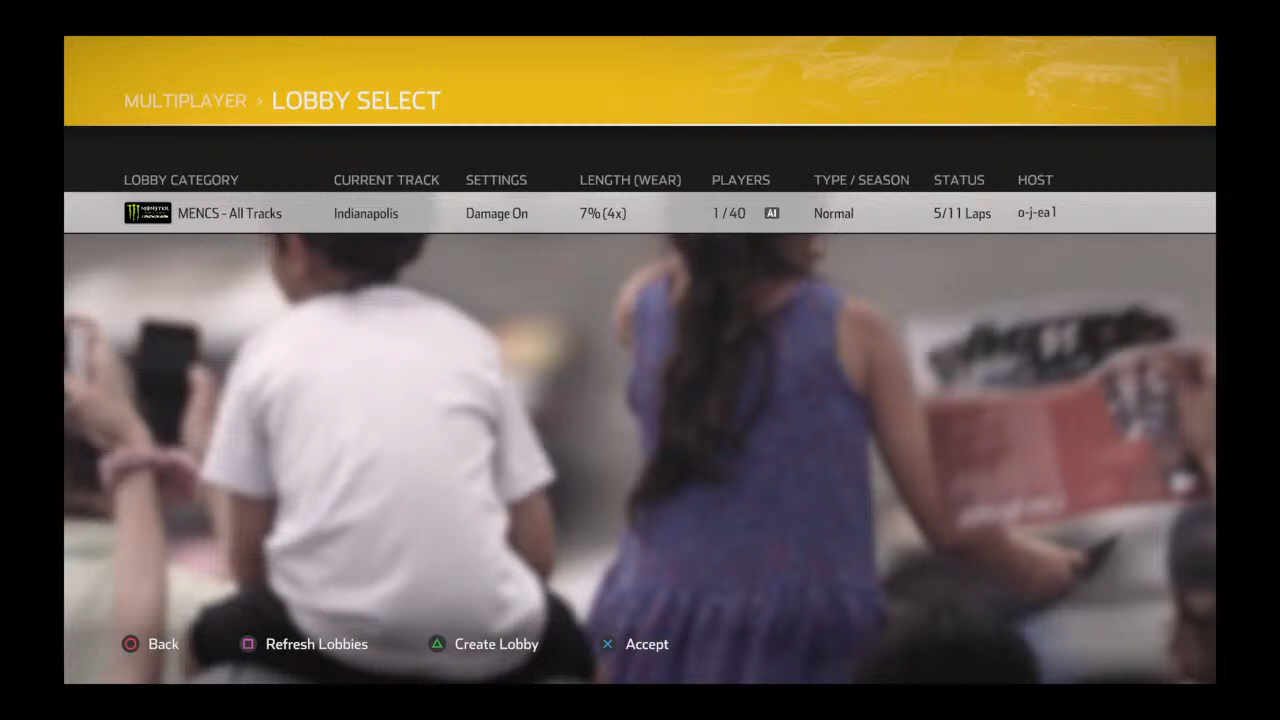 MULTIPLAYER > LOBBY SELECT
LOBBY CATEGORY CURRENT TRACK SETTINGS LENGTH (WEAR) PLAYERS TYPE / SEASON STATUS HOST
MONSTER MENCS - All Tracks Indianapolis Damage On 7% (4x) 1 / 40 AI Normal 5/11 Laps o-j-ea1
Back Refresh Lobbies Create Lobby Accept